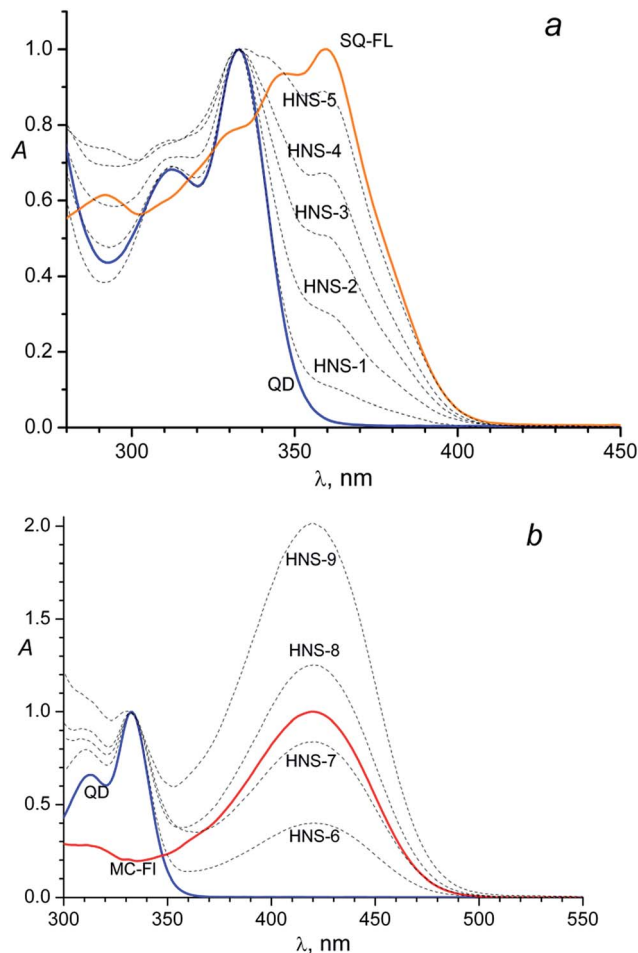 a
1.0
SQ-FL
HNS-5
0.8
A
HNS-4
0.6
HNS-3
0.4
HNS-2
0.2
HNS-1
QD
0.0
300
350
400
450
λ, nm
b
2.0
HNS-9
1.5
A
HNS-8
1.0
HNS-7
QD
0.5
HNS-6
MC-Fl
0.0
300
350
400
450
500
550
λ, nm